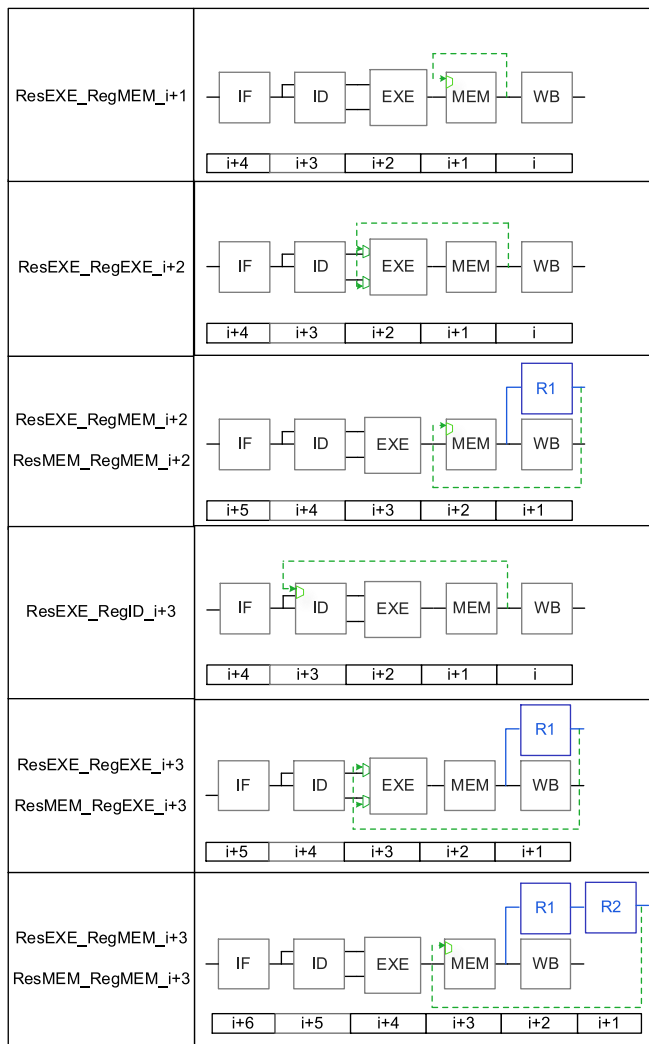 ResEXE_RegMEM_i+1
IF ID EXE MEM WB
i+4 i+3 i+2 i+1 i
ResEXE_RegEXE_i+2
IF ID EXE MEM WB
i+4 i+3 i+2 i+1 i
R1
ResEXE_RegMEM_i+2
ResMEM_RegMEM_i+2
IF ID EXE MEM WB
i+5 i+4 i+3 i+2 i+1
ResEXE_RegID_i+3
IF ID EXE MEM WB
i+4 i+3 i+2 i+1 i
R1
ResEXE_RegEXE_i+3
ResMEM_RegEXE_i+3
IF ID EXE MEM WB
i+5 i+4 i+3 i+2 i+1
R1 R2
ResEXE_RegMEM_i+3
ResMEM_RegMEM_i+3
IF ID EXE MEM WB
i+6 i+5 i+4 i+3 i+2 i+1